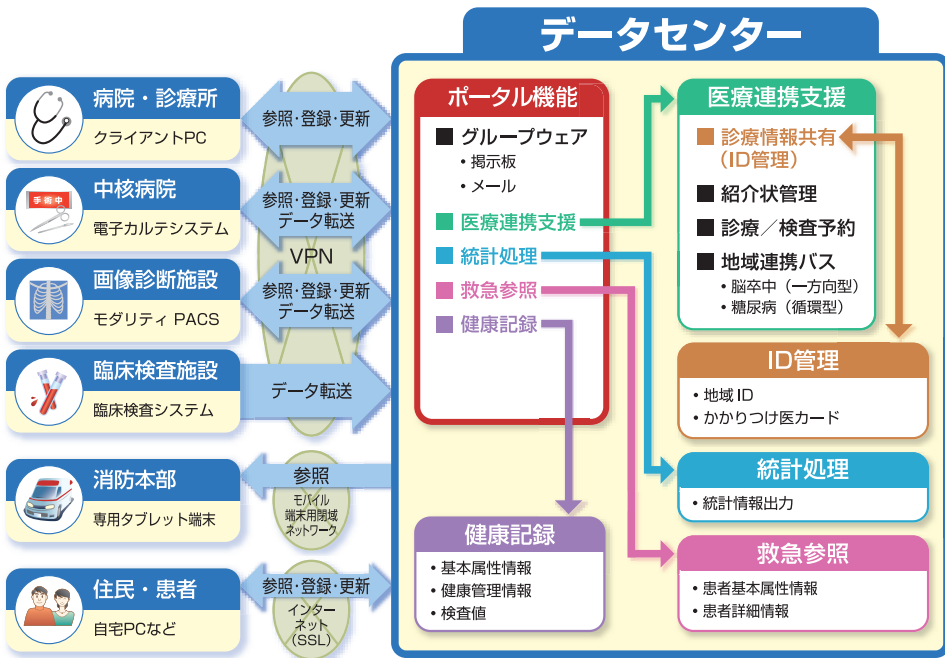 データセンター
病院・診療所
クライアントPC
参照・登録・更新
中核病院
手術中
電子カルテシステム
参照・登録・更新
データ転送
VPN
画像診断施設
モダリティ PACS
参照・登録・更新
データ転送
臨床検査施設
臨床検査システム
データ転送
消防本部
専用タブレット端末
参照
モバイル
端末用閉域
ネットワーク
住民・患者
自宅PCなど
参照・登録・更新
インター
ネット
(SSL)
ポータル機能
■ グループウェア
・掲示板
・メール
■ 医療連携支援
■ 統計処理
■ 救急参照
■ 健康記録
健康記録
・基本属性情報
・健康管理情報
・検査値
医療連携支援
■ 診療情報共有
(ID管理)
■ 紹介状管理
■ 診療／検査予約
■ 地域連携パス
・脳卒中（一方向型）
・糖尿病（循環型）
ID管理
・地域 ID
・かかりつけ医カード
統計処理
・統計情報出力
救急参照
・患者基本属性情報
・患者詳細情報